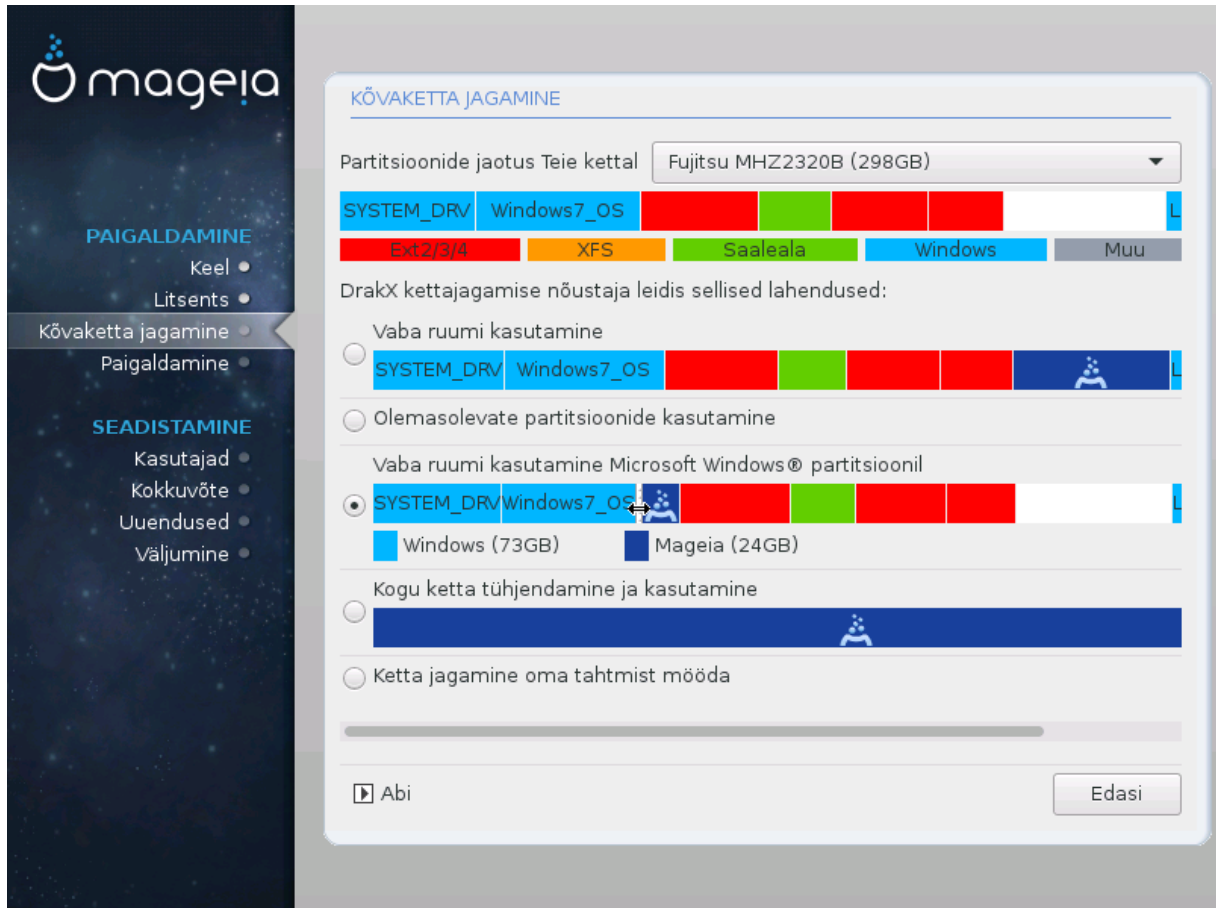 mageia
PAIGALDAMINE
Keel
Litsents
Kõvaketta jagamine
Paigaldamine
SEADISTAMINE
Kasutajad
Kokkuvõte
Uuendused
Väljumine
KÕVAKETTA JAGAMINE
Partitsioonide jaotus Teie kettal Fujitsu MHZ2320B (298GB)
SYSTEM_DRV Windows7_OS L
Ext2/3/4 XFS Saaleala Windows Muu
DrakX kettajagamise nõustaja leidis sellised lahendused:
Vaba ruumi kasutamine
SYSTEM_DRV Windows7_OS L
Olemasolevate partitsioonide kasutamine
Vaba ruumi kasutamine Microsoft Windows® partitsioonil
SYSTEM_DRV Windows7_OS L
Windows (73GB) Mageia (24GB)
Kogu ketta tühjendamine ja kasutamine
Ketta jagamine oma tahtmist mööda
Abi Edasi